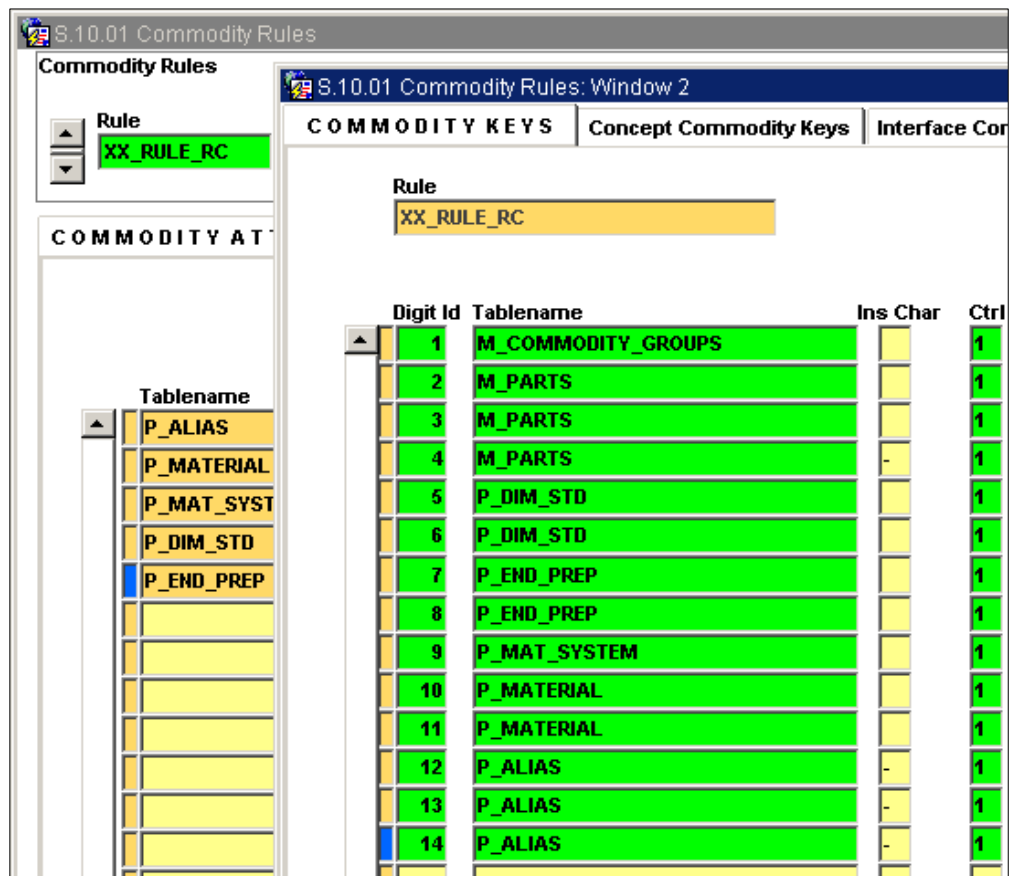 S.10.01 Commodity Rules
Commodity Rules
Rule
XX_RULE_RC
COMMODITY ATT
Tablename
P_ALIAS
P_MATERIAL
P_MAT_SYST
P_DIM_STD
P_END_PREP
S.10.01 Commodity Rules: Window 2
COMMODITY KEYS Concept Commodity Keys Interface Cor
Rule
XX_RULE_RC
Digit Id Tablename Ins Char Ctrl
1 M_COMMODITY_GROUPS 1
2 M_PARTS 1
3 M_PARTS 1
4 M_PARTS - 1
5 P_DIM_STD 1
6 P_DIM_STD 1
7 P_END_PREP 1
8 P_END_PREP 1
9 P_MAT_SYSTEM 1
10 P_MATERIAL 1
11 P_MATERIAL 1
12 P_ALIAS - 1
13 P_ALIAS - 1
14 P_ALIAS - 1